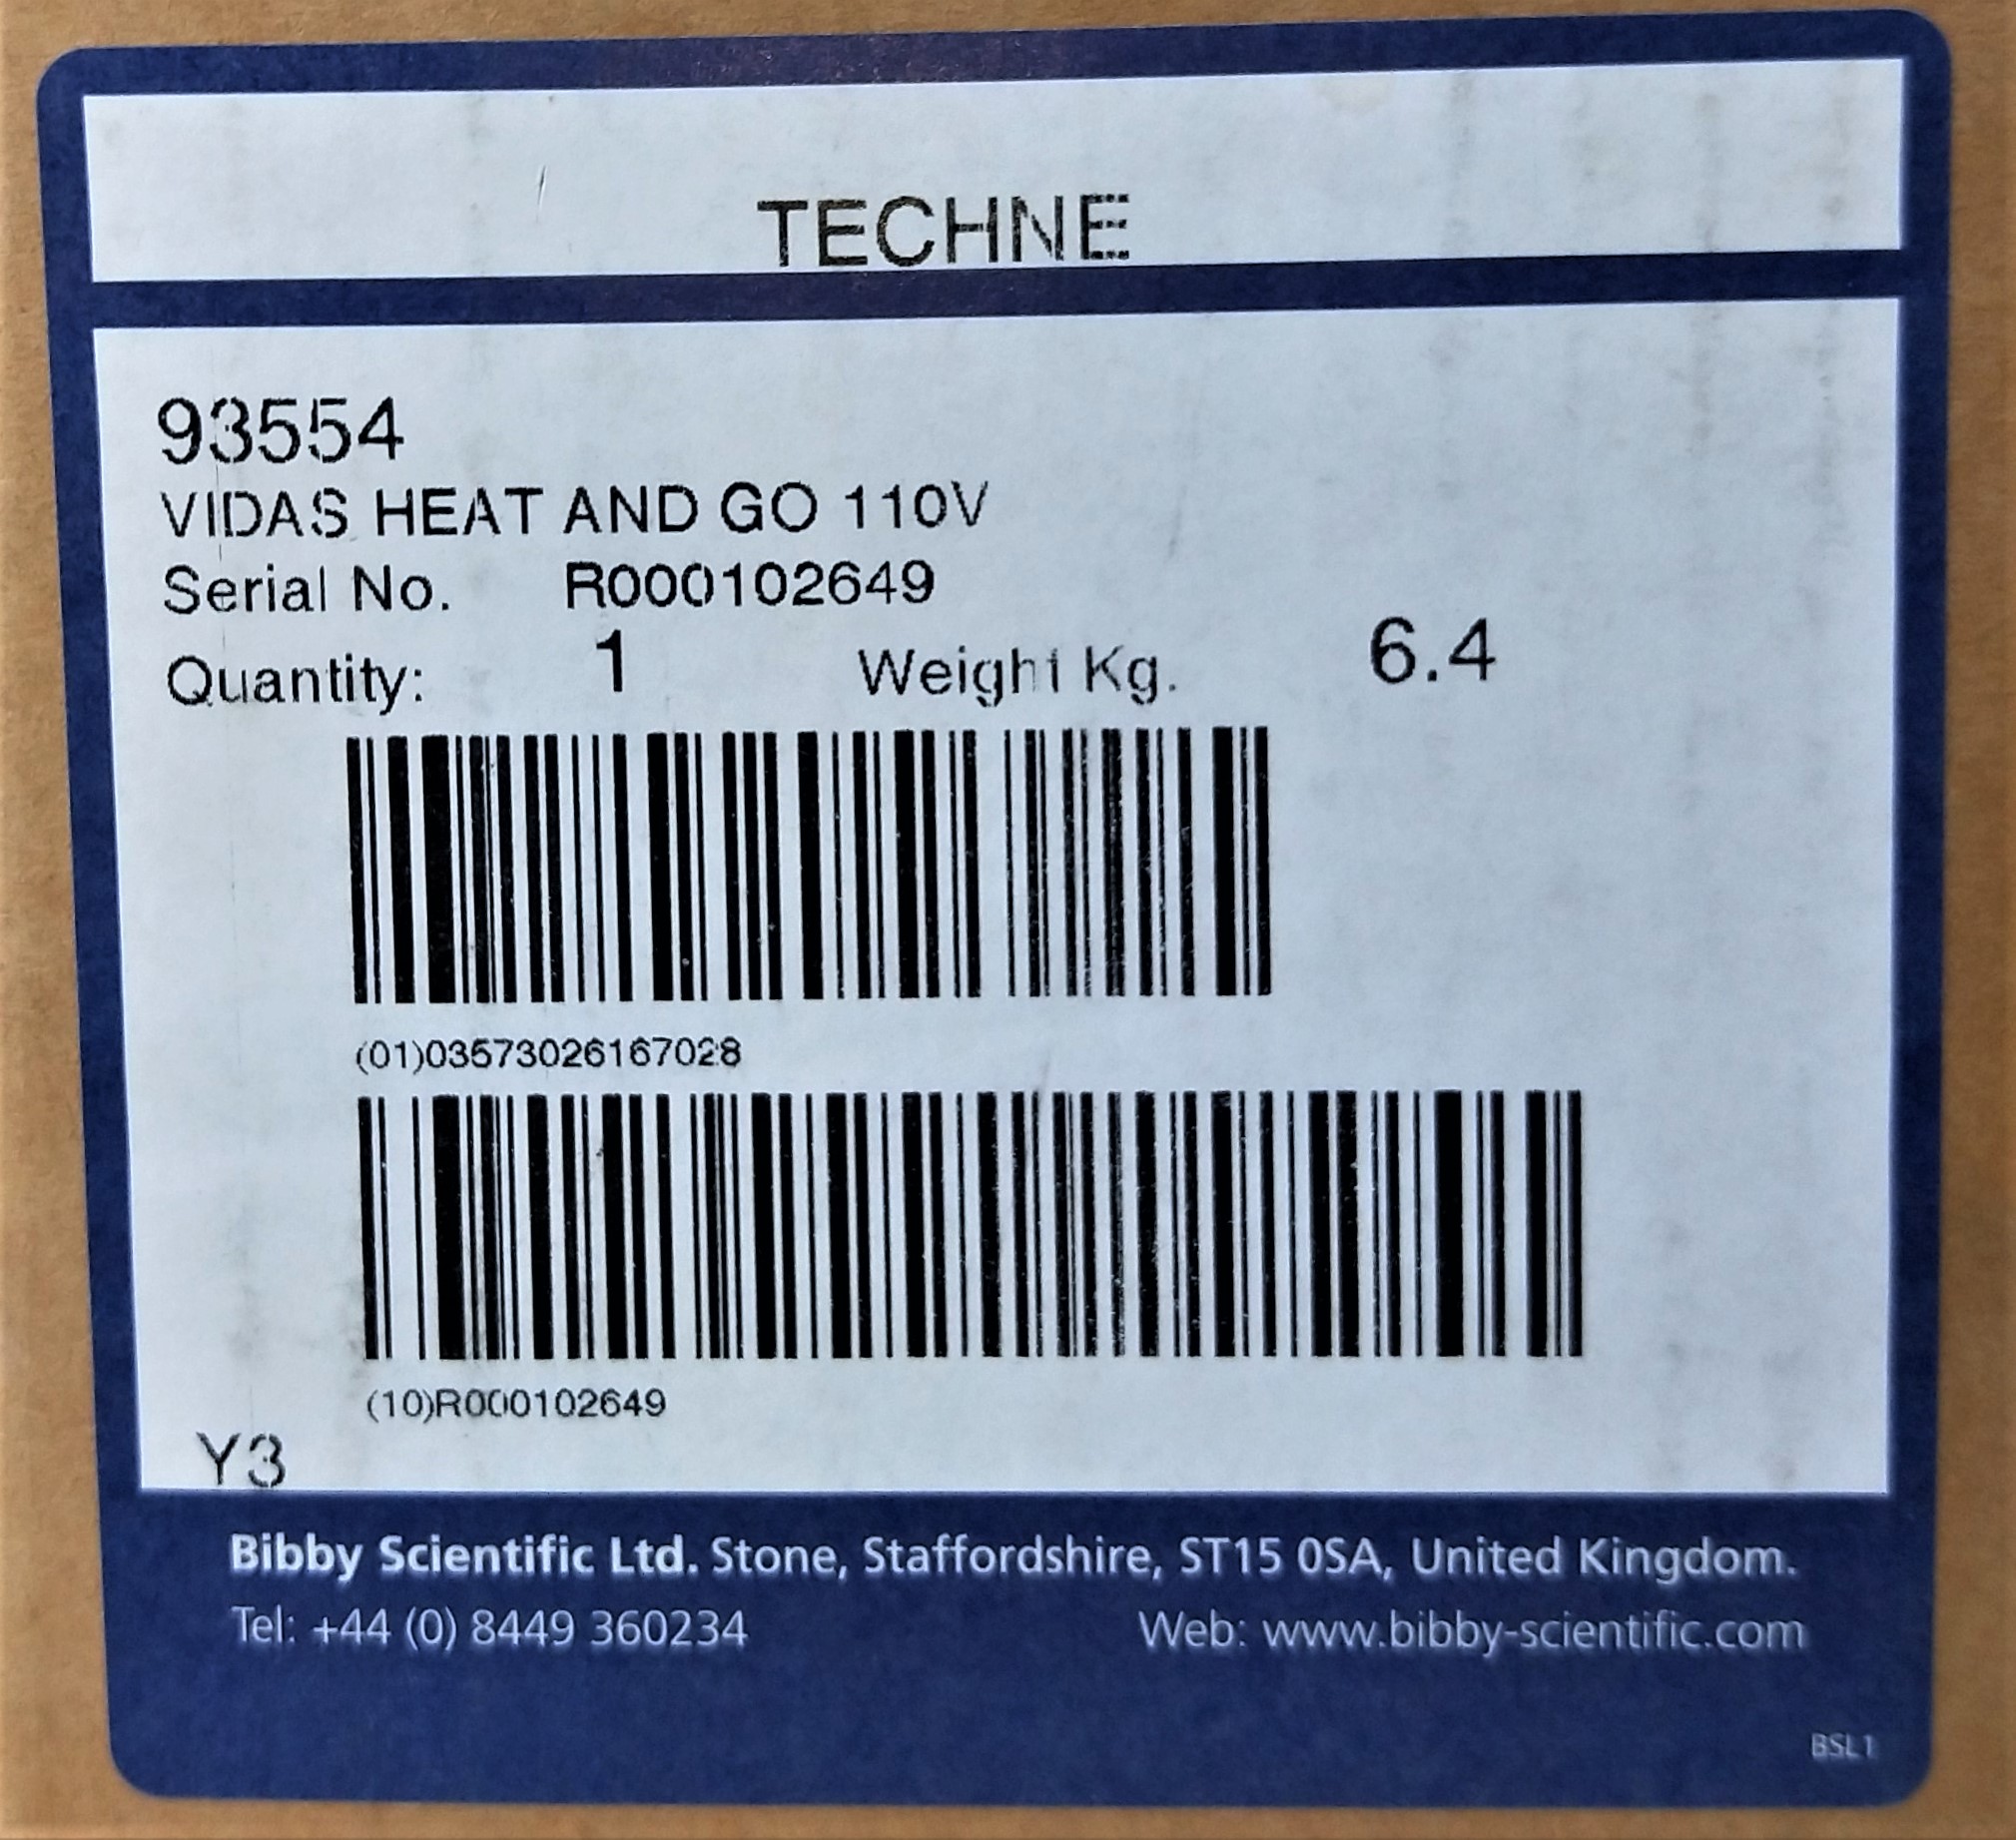 TECHNE
93554
VIDAS HEAT AND GO 110V
Serial No. R000102649
Quantity: 1 Weight Kg. 6.4
(01)03573026167028
(10)R000102649
Y3
Bibby Scientific Ltd. Stone, Staffordshire, ST15 0SA, United Kingdom.
Tel: +44 (0) 8449 360234 Web: www.bibby-scientific.com
BSL1